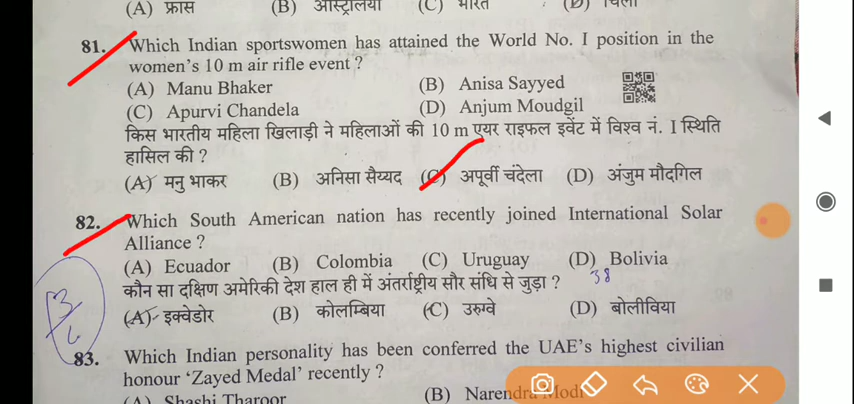 (A) फ्रांस (B) ऑस्ट्रेलिया (C) भारत (D) चिली
81. Which Indian sportswomen has attained the World No. I position in the
women's 10 m air rifle event ?
(A) Manu Bhaker (B) Anisa Sayyed
(C) Apurvi Chandela (D) Anjum Moudgil
किस भारतीय महिला खिलाड़ी ने महिलाओं की 10 m एयर राइफल इवेंट में विश्व नं. I स्थिति
हासिल की ?
(A) मनु भाकर (B) अनिसा सैय्यद (C) अपूर्वी चंदेला (D) अंजुम मौदगिल
82. Which South American nation has recently joined International Solar
Alliance ?
(A) Ecuador (B) Colombia (C) Uruguay (D) Bolivia
38
कौन सा दक्षिण अमेरिकी देश हाल ही में अंतर्राष्ट्रीय सौर संधि से जुड़ा ?
(A) इक्वेडोर (B) कोलम्बिया (C) उरुग्वे (D) बोलीविया
83. Which Indian personality has been conferred the UAE's highest civilian
honour 'Zayed Medal' recently ?
(A) Shashi Tharoor (B) Narendra Modi